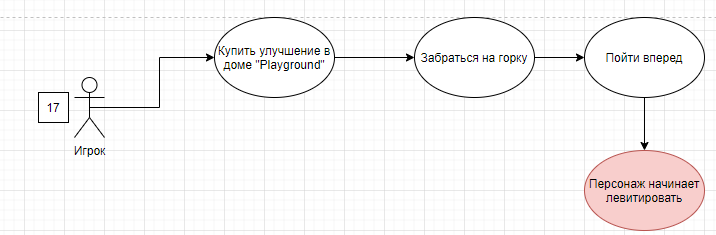 Купить улучшение в
доме "Playground"
Забраться на горку
Пойти вперед
17
Игрок
Персонаж начинает
левитировать